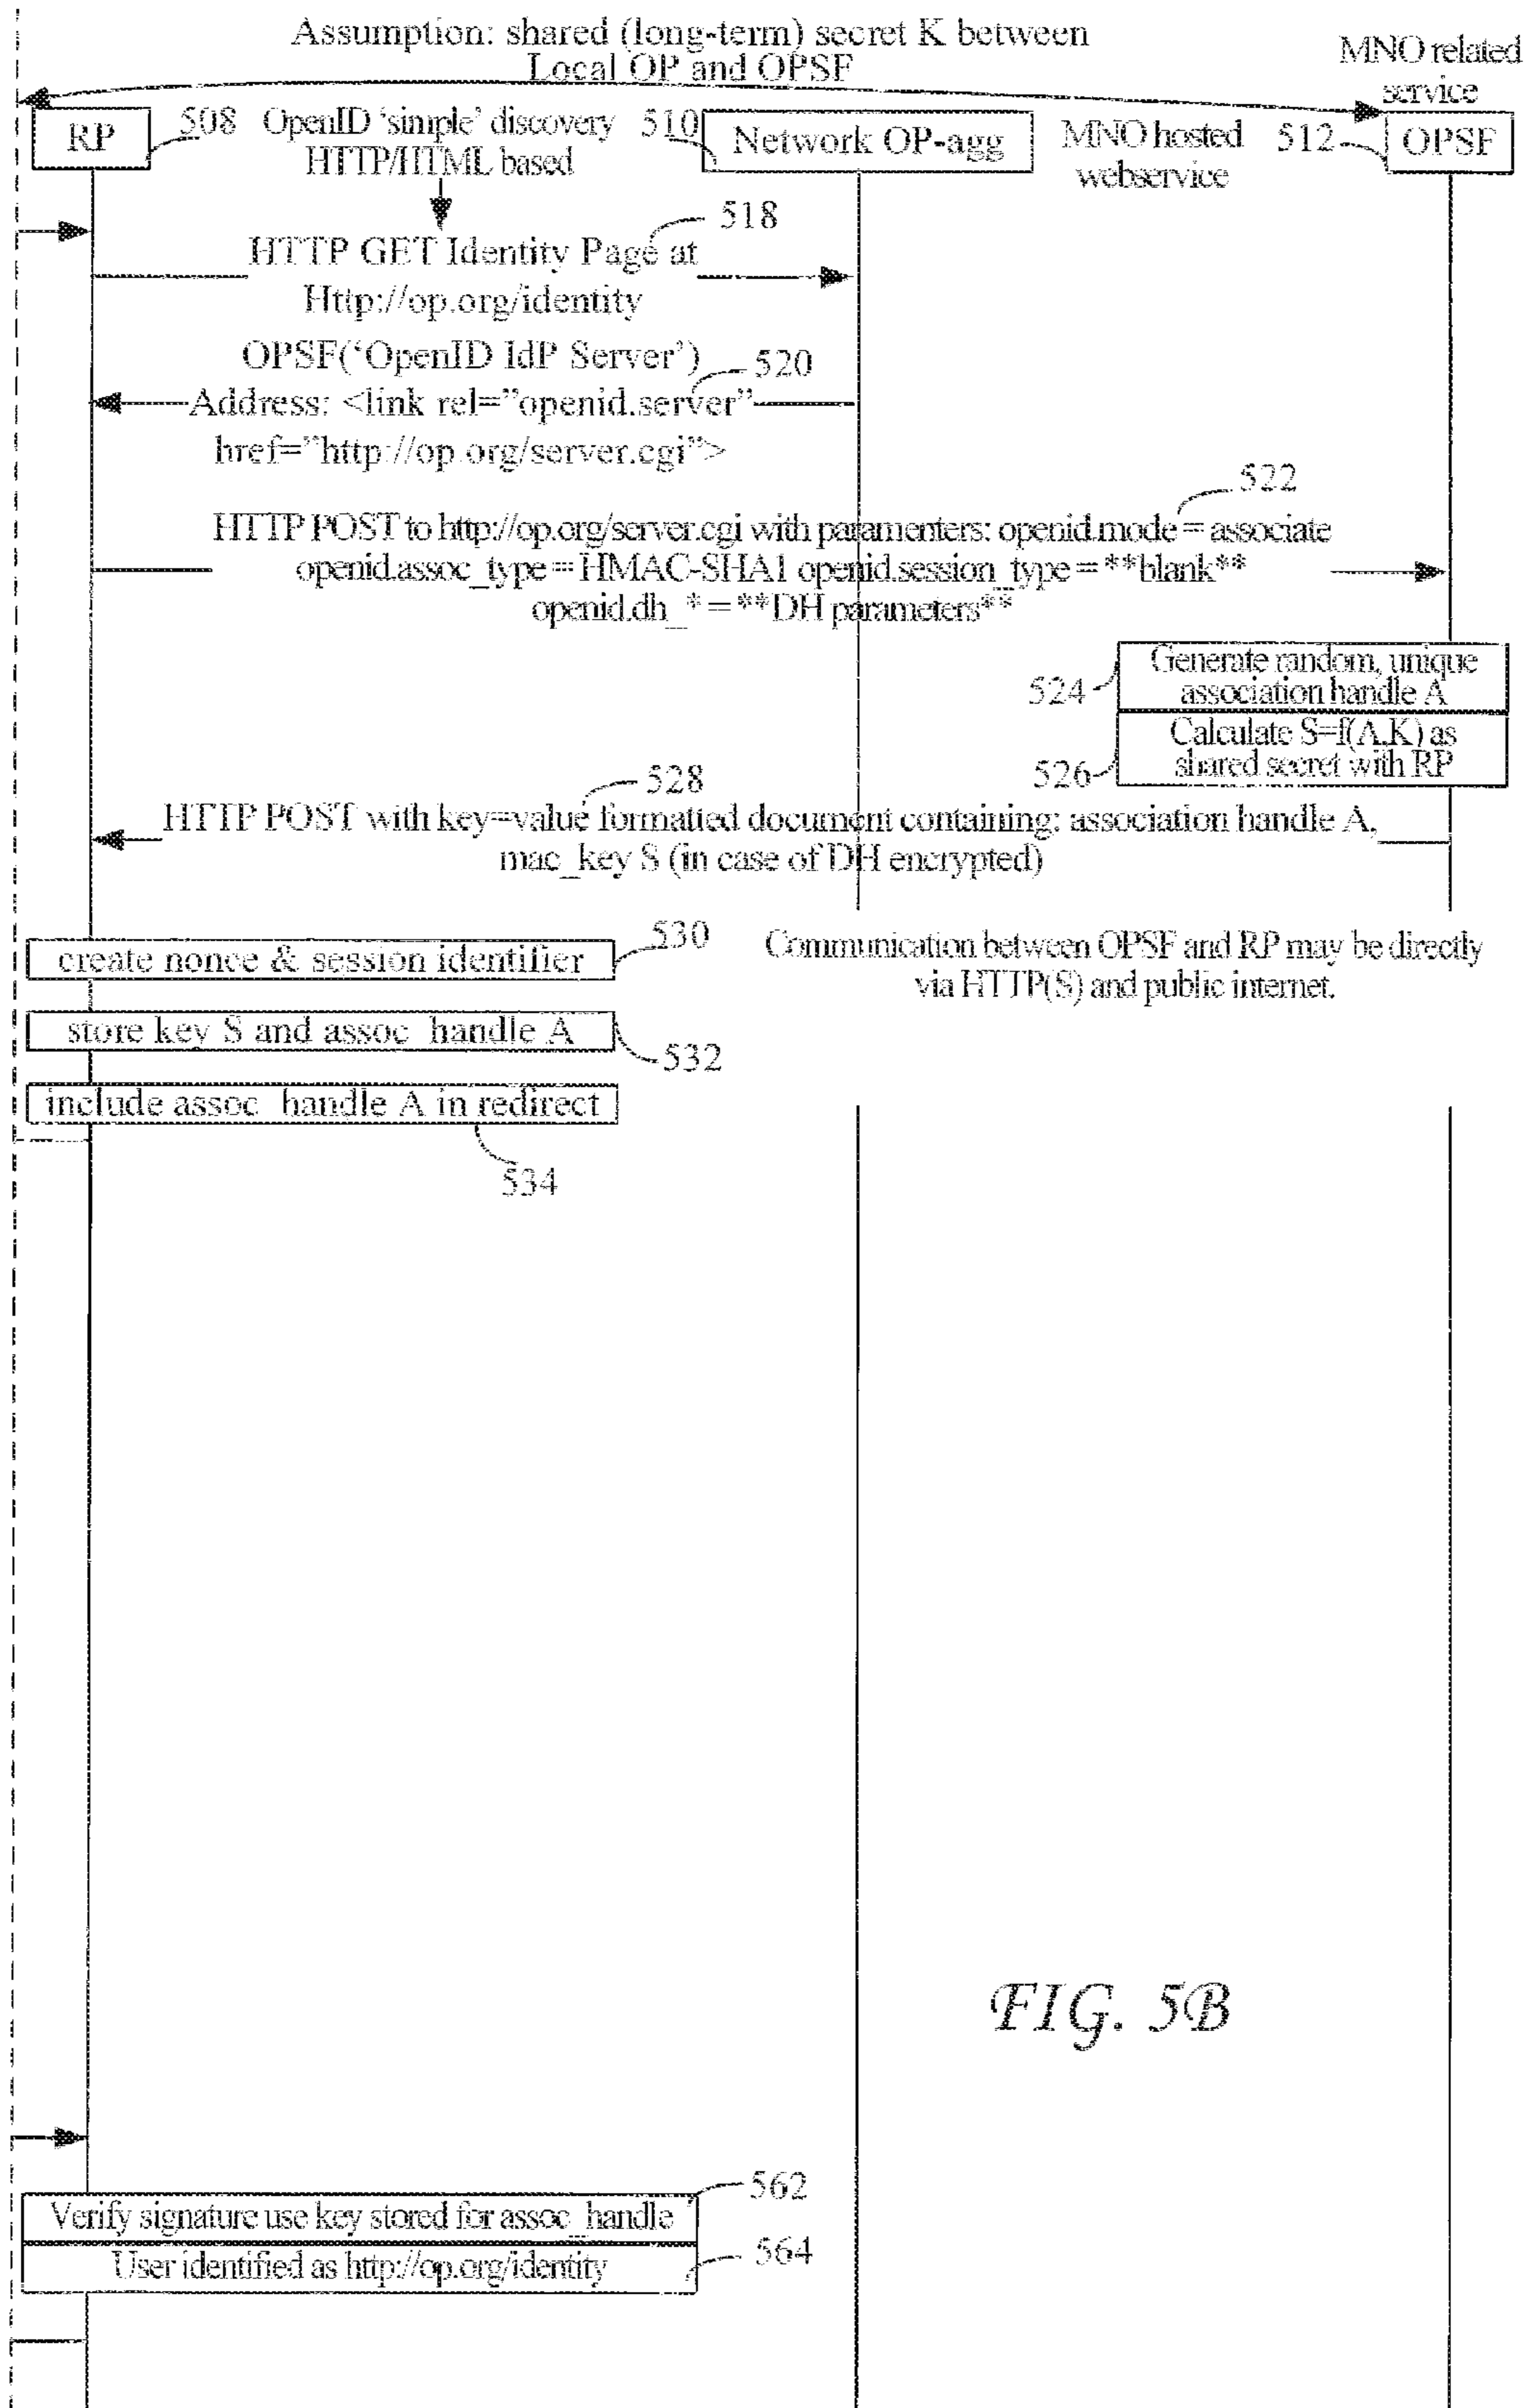 Assumption: shared (long-term) secret K between
Local OP and OPSF
MNO related
service
RP
508
OpenID ‘simple’ discovery
HTTP/HTML based
510
Network OP-agg
MNO hosted
webservice
512
OPSF
518
HTTP GET Identity Page at
Http://op.org/identity
OPSF(‘OpenID IdP Server’)
520
Address: <link rel=”openid.server”
href=”http://op.org/server.cgi”>
522
HTTP POST to http://op.org/server.cgi with paramenters: openid.mode = associate
openid.assoc_type = HMAC-SHA1 openid.session_type = **blank**
openid.dh_* = **DH parameters**
524
Generate random, unique
association handle A
526
Calculate S=f(A,K) as
shared secret with RP
528
HTTP POST with key=value formatted document containing: association handle A,
mac_key S (in case of DH encrypted)
create nonce & session identifier
530
Communication between OPSF and RP may be directly
via HTTP(S) and public internet.
store key S and assoc_handle A
532
include assoc_handle A in redirect
534
FIG. 5B
562
Verify signature use key stored for assoc_handle
User identified as http://op.org/identity
564